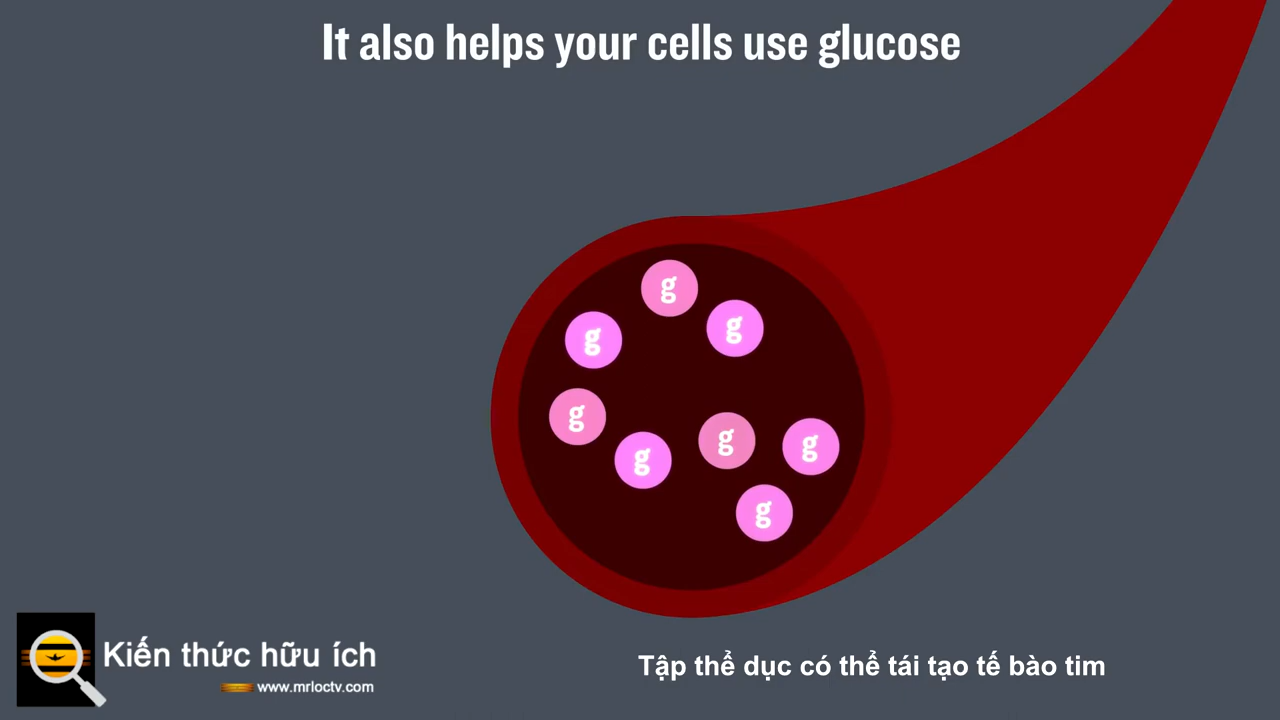 It also helps your cells use glucose
g
g
g
g
g
g
g
g
Kiến thức hữu ích
www.mrloctv.com
Tập thể dục có thể tái tạo tế bào tim